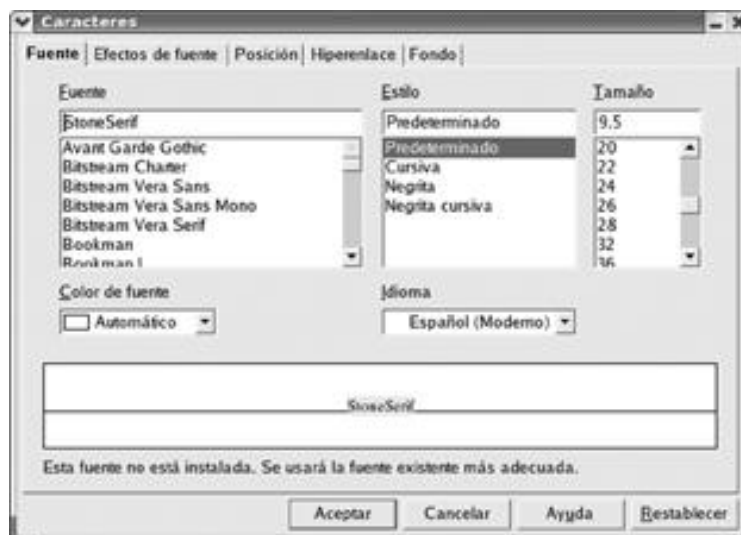 Caracteres
Fuente Efectos de fuente Posición Hiperenlace Fondo
Fuente Estilo Tamaño
StoneSerif Predeterminado 9.5
Avant Garde Gothic Predeterminado 20
Bitstream Charter Cursiva 22
Bitstream Vera Sans Negrita 24
Bitstream Vera Sans Mono Negrita cursiva 26
Bitstream Vera Serif 28
Bookman 32
Bookman L 36
Color de fuente Idioma
Automático Español (Moderno)
StoneSerif
Esta fuente no está instalada. Se usará la fuente existente más adecuada.
Aceptar Cancelar Ayuda Restablecer